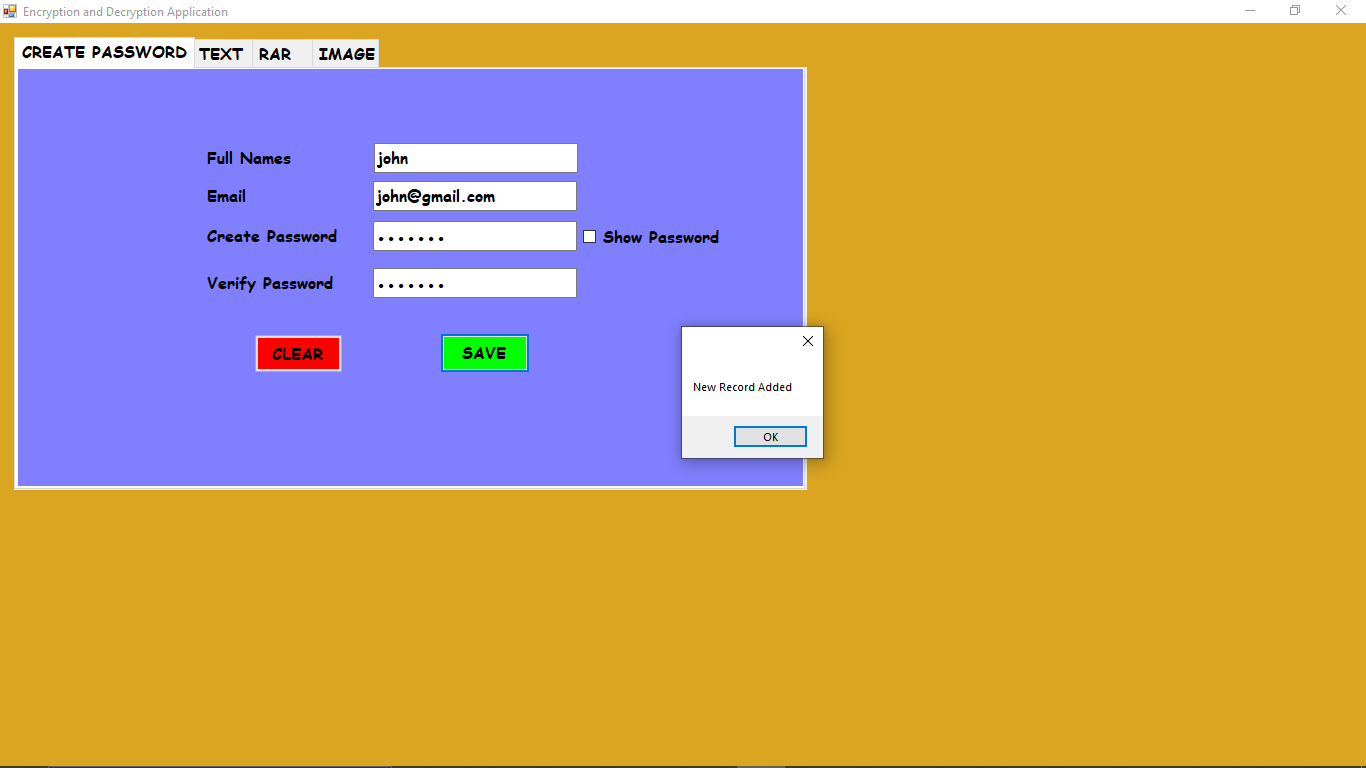 Encryption and Decryption Application
CREATE PASSWORD TEXT RAR IMAGE
Full Names john
Email john@gmail.com
Create Password ••••••• Show Password
Verify Password •••••••
CLEAR SAVE
New Record Added
OK